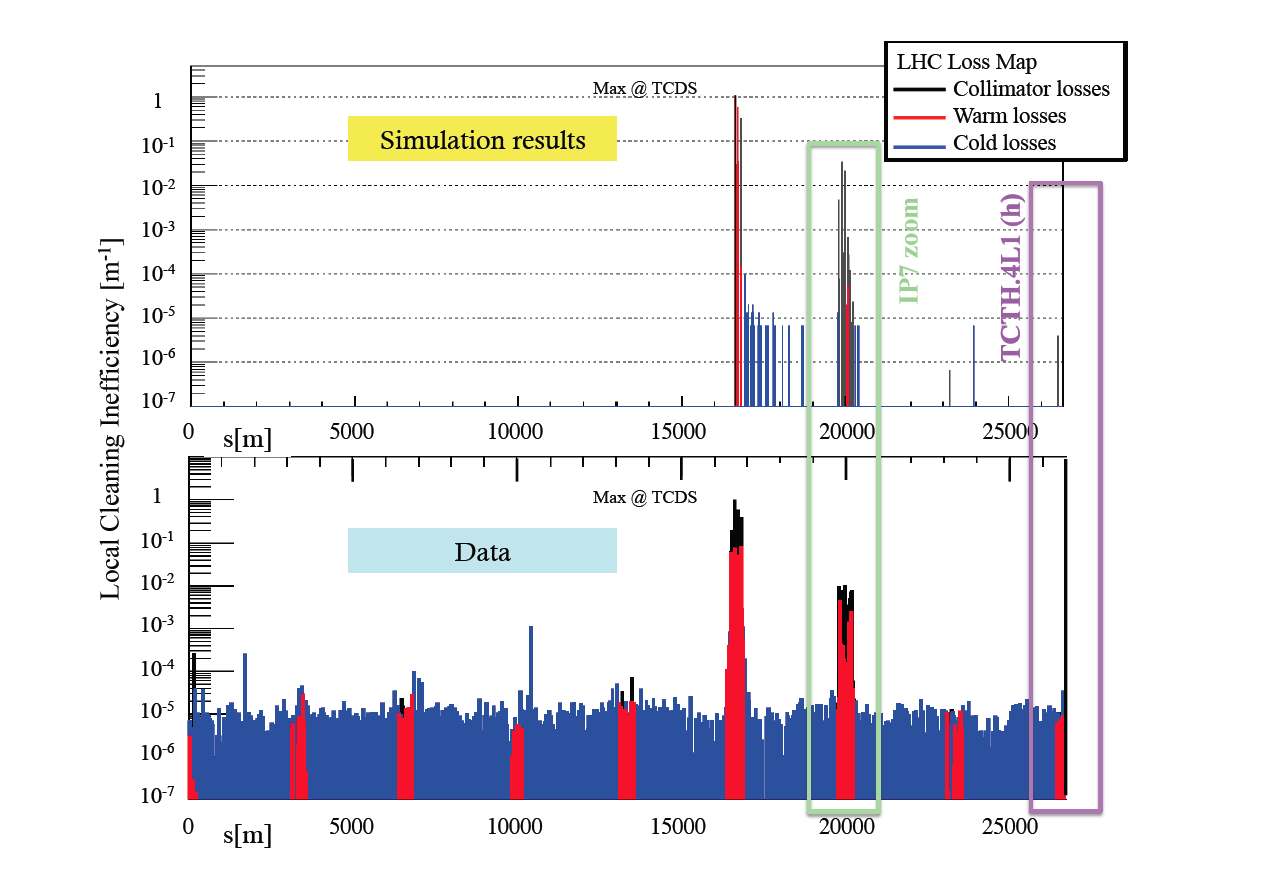 LHC Loss Map
Collimator losses
Warm losses
Cold losses
Max @ TCDS
Simulation results
1
10-1
10-2
10-3
10-4
10-5
10-6
10-7
IP7 zoom
TCTH.4L1 (h)
Local Cleaning Inefficiency [m-1]
0 5000 10000 15000 20000 25000
s[m]
Max @ TCDS
Data
1
10-1
10-2
10-3
10-4
10-5
10-6
10-7
0 5000 10000 15000 20000 25000
s[m]